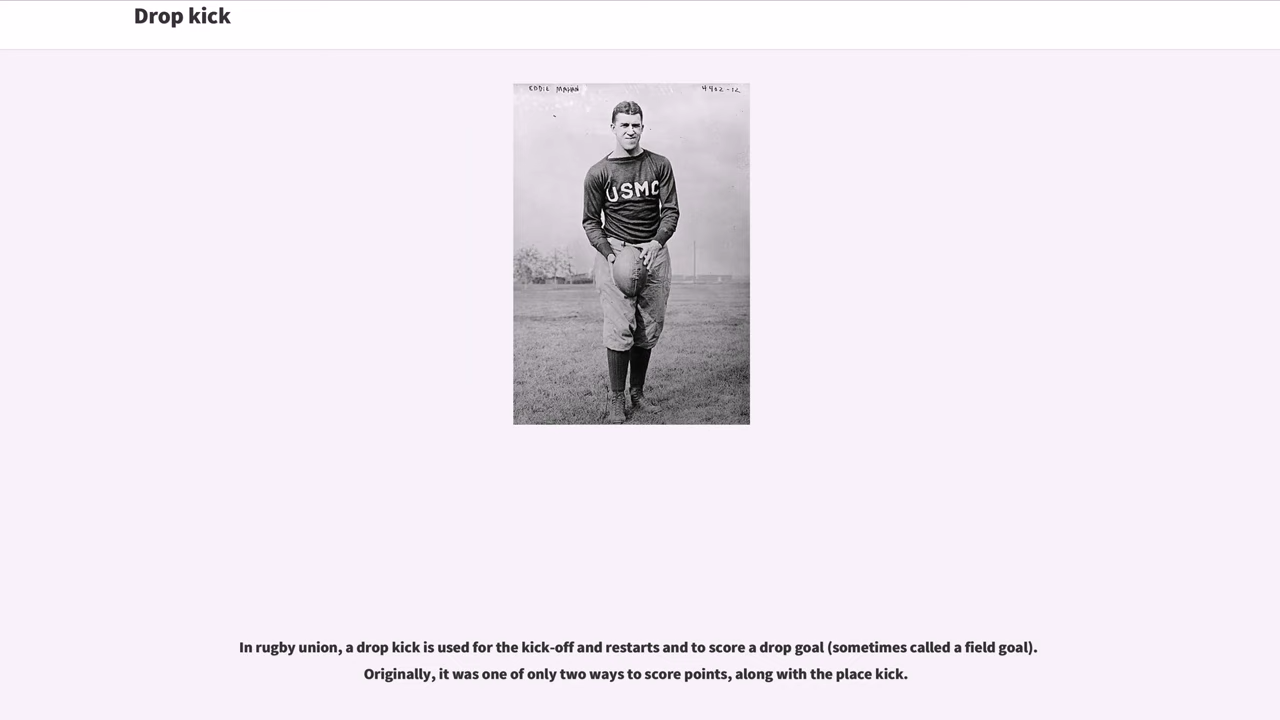 Drop kick
EDDIE MAHAN
4402-12
USMC
In rugby union, a drop kick is used for the kick-off and restarts and to score a drop goal (sometimes called a field goal).
Originally, it was one of only two ways to score points, along with the place kick.